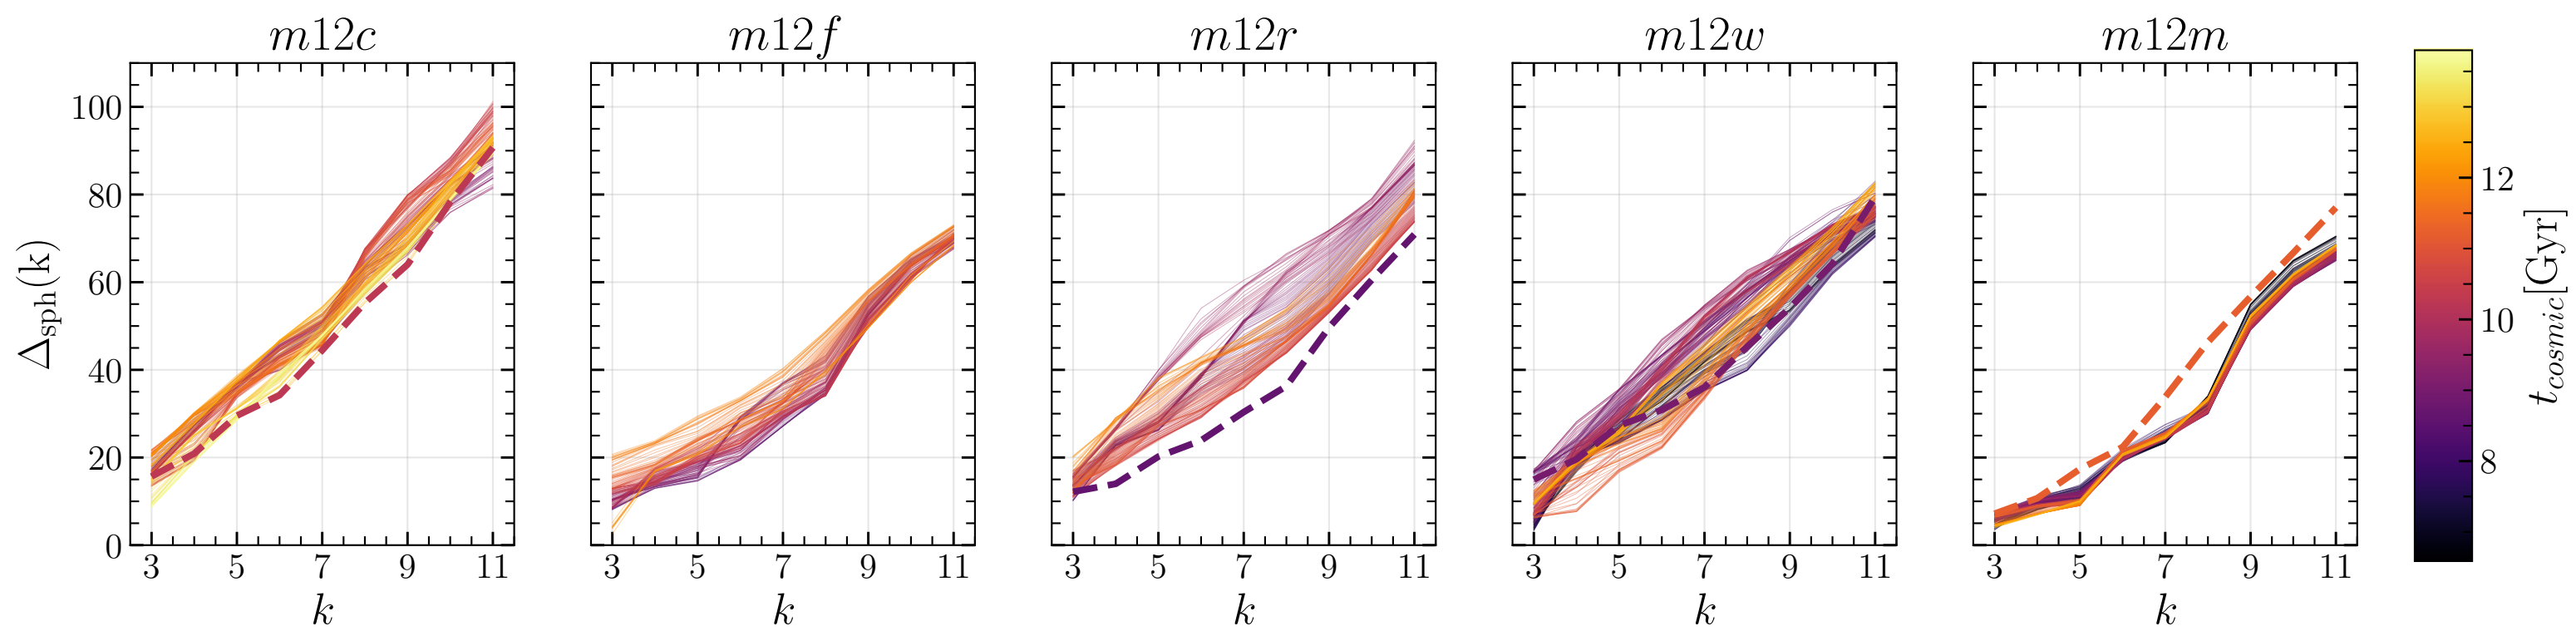 m12c m12f m12r m12w m12m
Δsph(k)
100
80
60
40
20
0
3 5 7 9 11 3 5 7 9 11 3 5 7 9 11 3 5 7 9 11 3 5 7 9 11
k k k k k
12
10
8
tcosmic[Gyr]